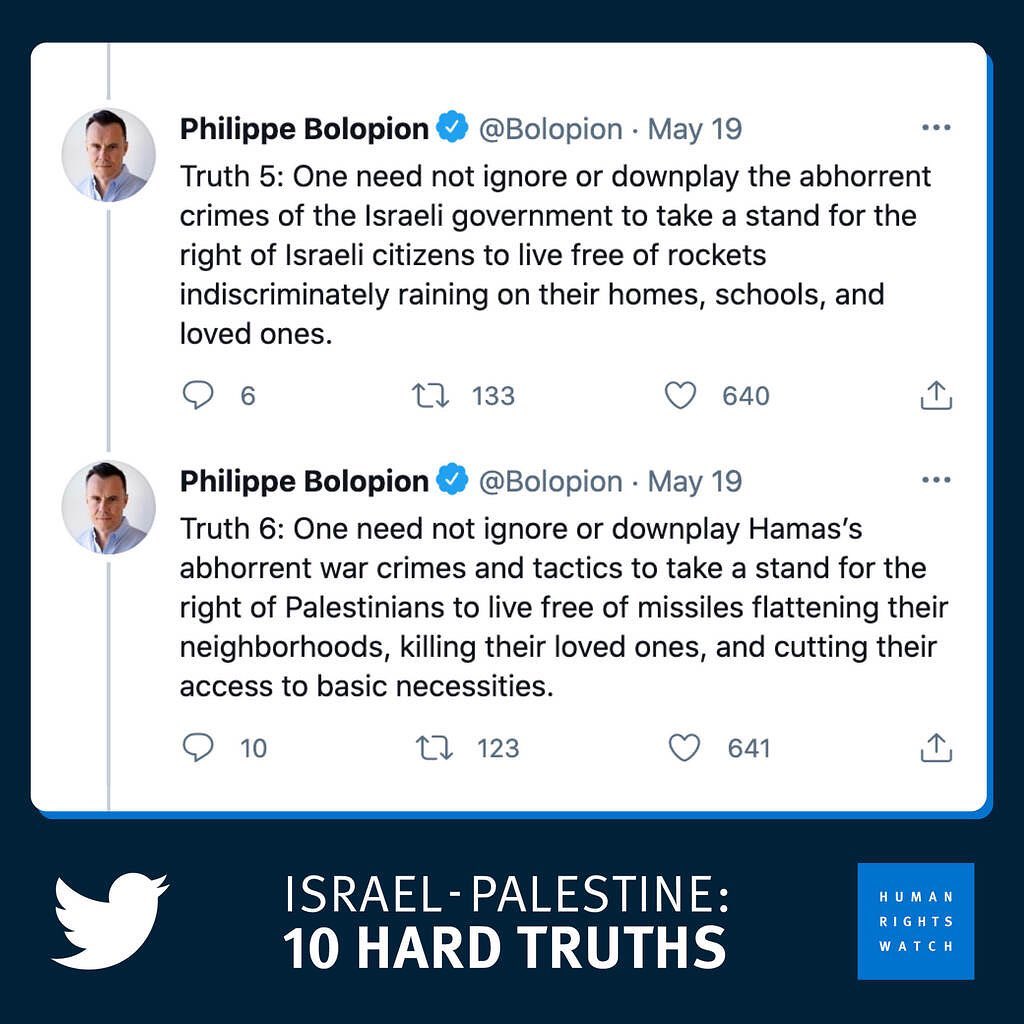 Philippe Bolopion @Bolopion · May 19
Truth 5: One need not ignore or downplay the abhorrent
crimes of the Israeli government to take a stand for the
right of Israeli citizens to live free of rockets
indiscriminately raining on their homes, schools, and
loved ones.
6 133 640
Philippe Bolopion @Bolopion · May 19
Truth 6: One need not ignore or downplay Hamas’s
abhorrent war crimes and tactics to take a stand for the
right of Palestinians to live free of missiles flattening their
neighborhoods, killing their loved ones, and cutting their
access to basic necessities.
10 123 641
ISRAEL-PALESTINE:
10 HARD TRUTHS
HUMAN
RIGHTS
WATCH